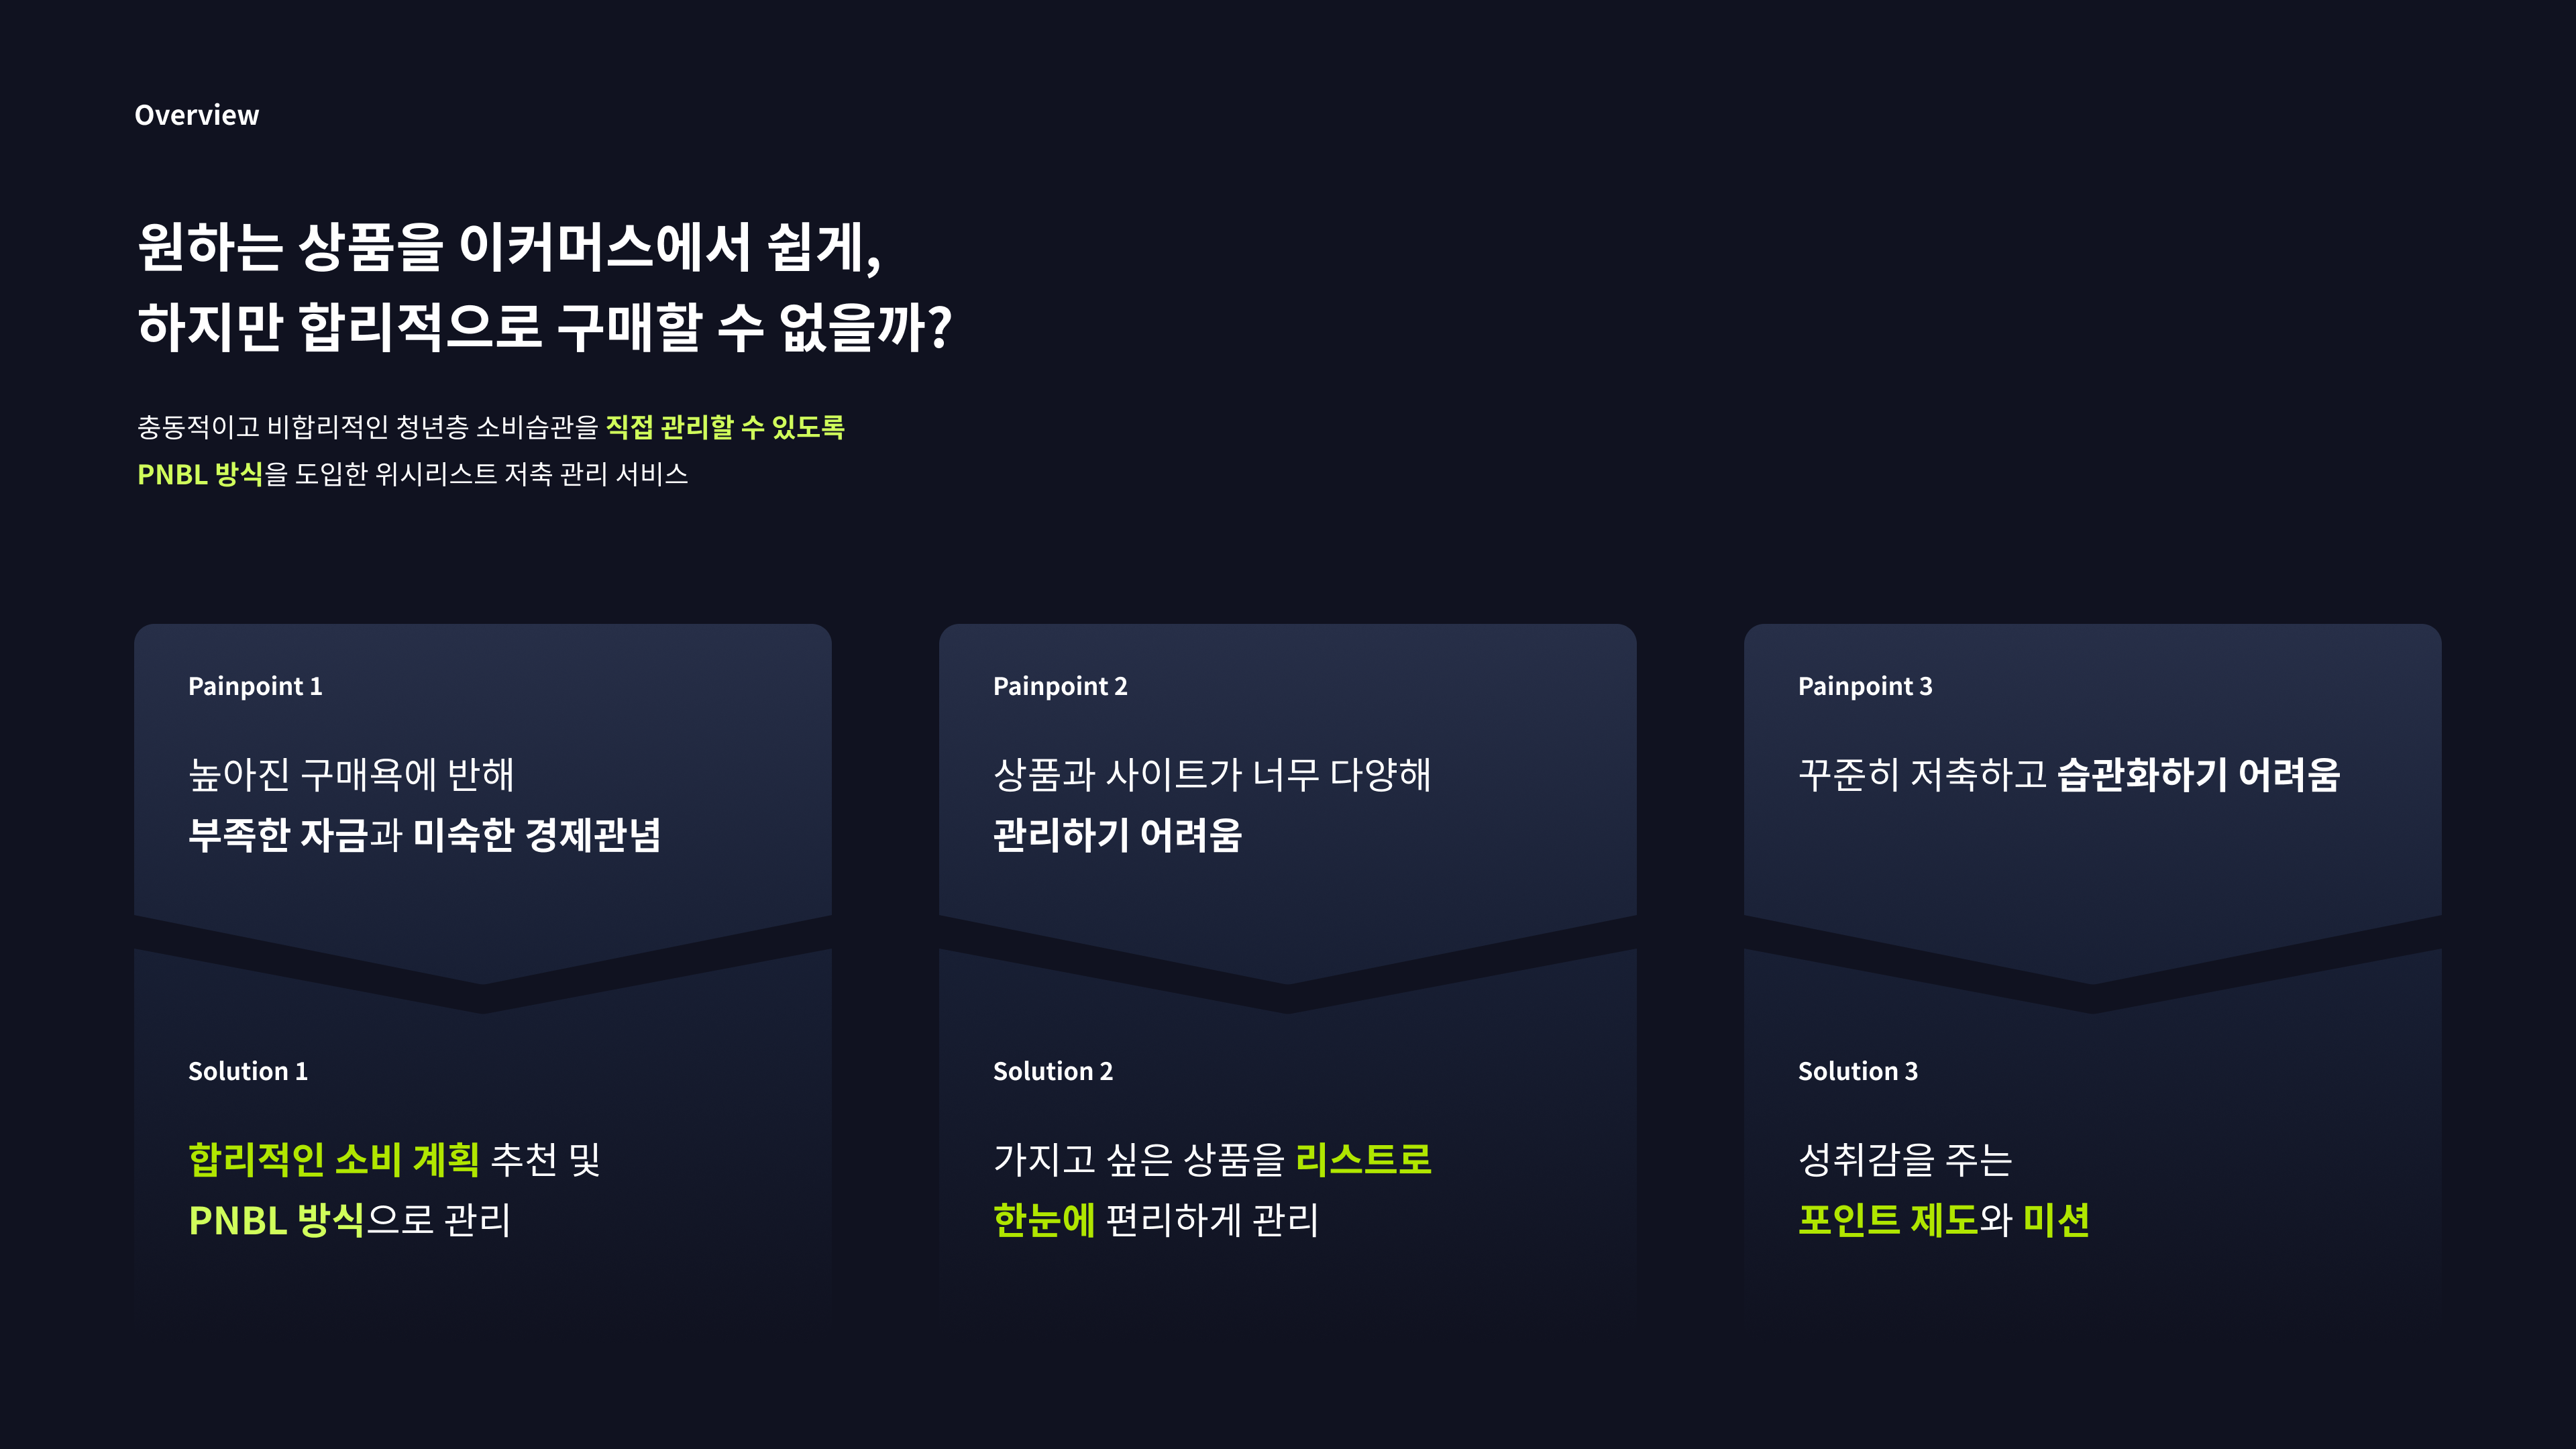 Overview
원하는 상품을 이커머스에서 쉽게,
하지만 합리적으로 구매할 수 없을까?
충동적이고 비합리적인 청년층 소비습관을 직접 관리할 수 있도록
PNBL 방식을 도입한 위시리스트 저축 관리 서비스
Painpoint 1
높아진 구매욕에 반해
부족한 자금과 미숙한 경제관념
Solution 1
합리적인 소비 계획 추천 및
PNBL 방식으로 관리
Painpoint 2
상품과 사이트가 너무 다양해
관리하기 어려움
Solution 2
가지고 싶은 상품을 리스트로
한눈에 편리하게 관리
Painpoint 3
꾸준히 저축하고 습관화하기 어려움
Solution 3
성취감을 주는
포인트 제도와 미션